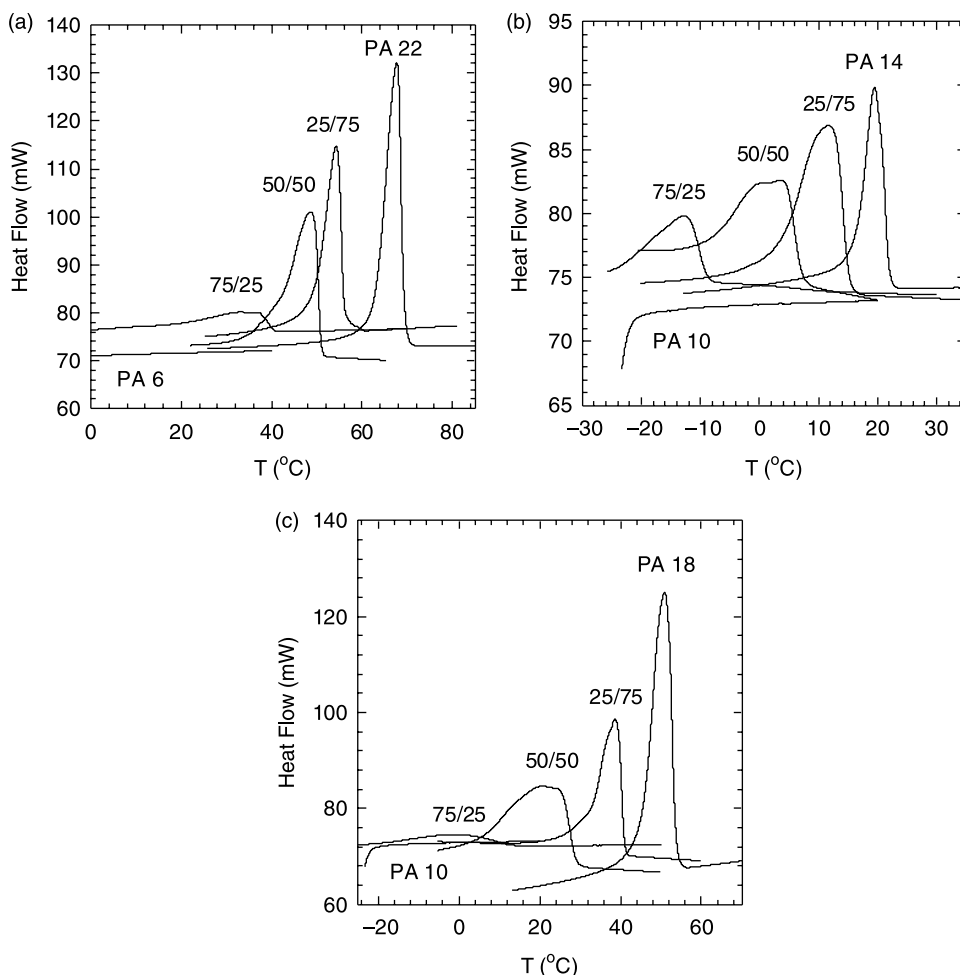 (a)
140
130
120
110
100
90
80
70
60
Heat Flow (mW)
PA 22
25/75
50/50
75/25
PA 6
0 20 40 60 80
T (°C)
(b)
95
90
85
80
75
70
65
Heat Flow (mW)
PA 14
25/75
50/50
75/25
PA 10
−30 −20 −10 0 10 20 30
T (°C)
(c)
140
120
100
80
60
Heat Flow (mW)
PA 18
25/75
50/50
75/25
PA 10
−20 0 20 40 60
T (°C)